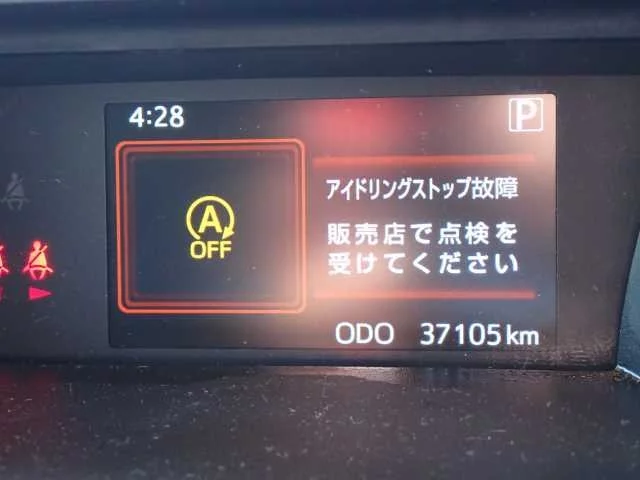 4:28 P
A
OFF
アイドリングストップ故障
販売店で点検を
受けてください
ODO 37105km